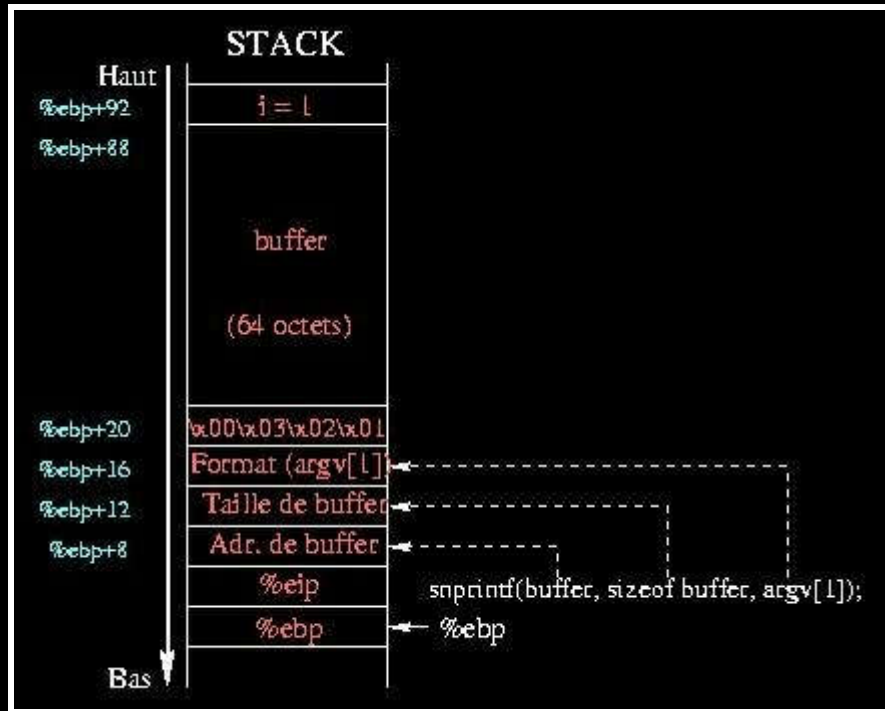 STACK
Haut
%ebp+92 i = 1
%ebp+88
buffer
(64 octets)
%ebp+20 \x00\x03\x02\x01
%ebp+16 Format (argv[1])
%ebp+12 Taille de buffer
%ebp+8 Adr. de buffer
%eip snprintf(buffer, sizeof buffer, argv[1]);
%ebp %ebp
Bas